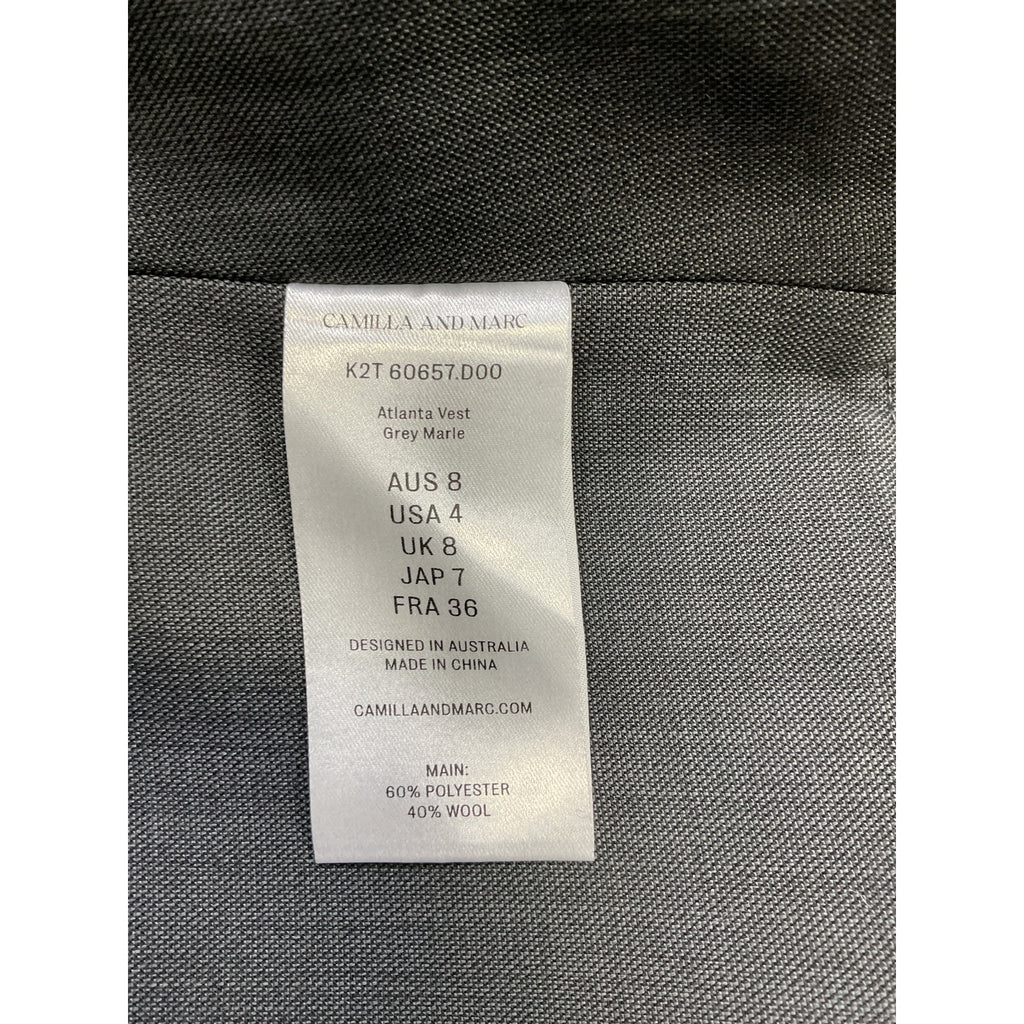 CAMILLA AND MARC
K2T 60657.D00
Atlanta Vest
Grey Marle
AUS 8
USA 4
UK 8
JAP 7
FRA 36
DESIGNED IN AUSTRALIA
MADE IN CHINA
CAMILLAANDMARC.COM
MAIN:
60% POLYESTER
40% WOOL